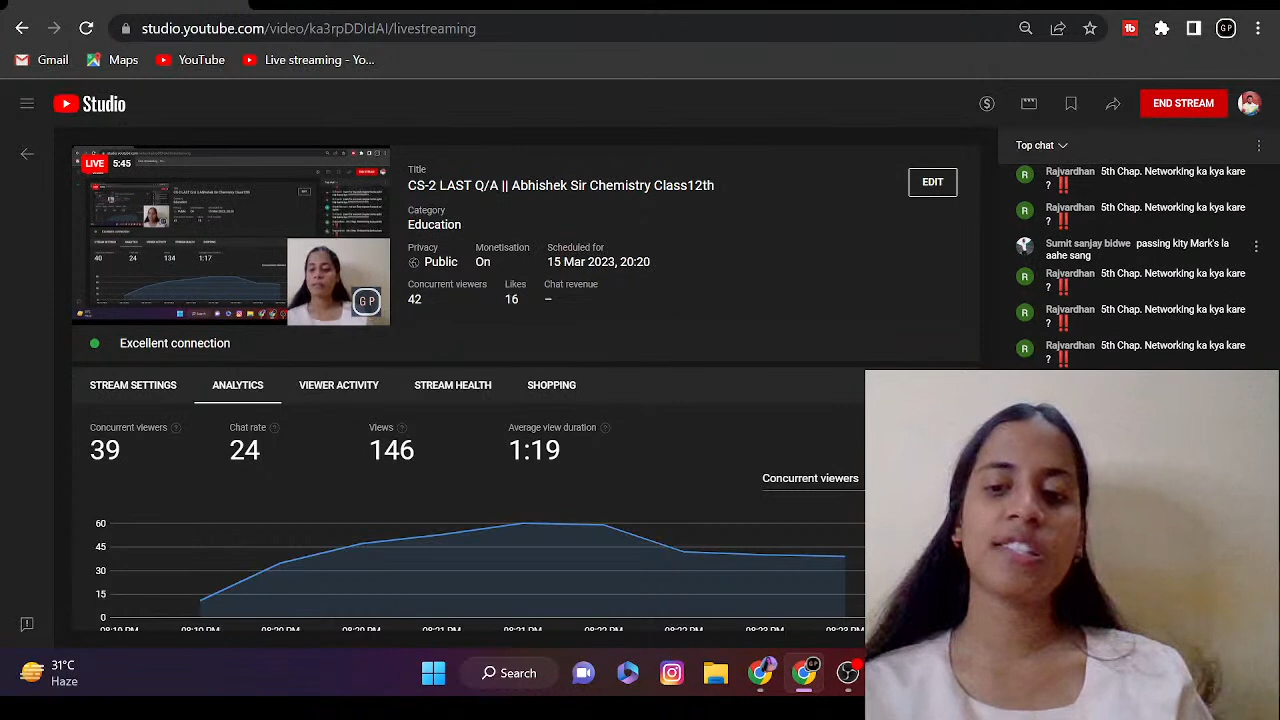 studio.youtube.com/video/ka3rpDDIdAI/livestreaming
Gmail
Maps
YouTube
Live streaming - Yo...
Studio
END STREAM
LIVE 5:45
Title
CS-2 LAST Q/A || Abhishek Sir Chemistry Class12th
EDIT
Category
Education
Privacy
Monetisation
Scheduled for
Public
On
15 Mar 2023, 20:20
Concurrent viewers
Likes
Chat revenue
42
16
–
GP
Excellent connection
Top chat
R Rajvardhan 5th Chap. Networking ka kya kare
? ‼
R Rajvardhan 5th Chap. Networking ka kya kare
? ‼
Sumit sanjay bidwe passing kity Mark's la
aahe sang
R Rajvardhan 5th Chap. Networking ka kya kare
? ‼
R Rajvardhan 5th Chap. Networking ka kya kare
? ‼
R Rajvardhan 5th Chap. Networking ka kya kare
? ‼
STREAM SETTINGS
ANALYTICS
VIEWER ACTIVITY
STREAM HEALTH
SHOPPING
Concurrent viewers
Chat rate
Views
Average view duration
39
24
146
1:19
Concurrent viewers
60
45
30
15
0
31°C
Haze
Search